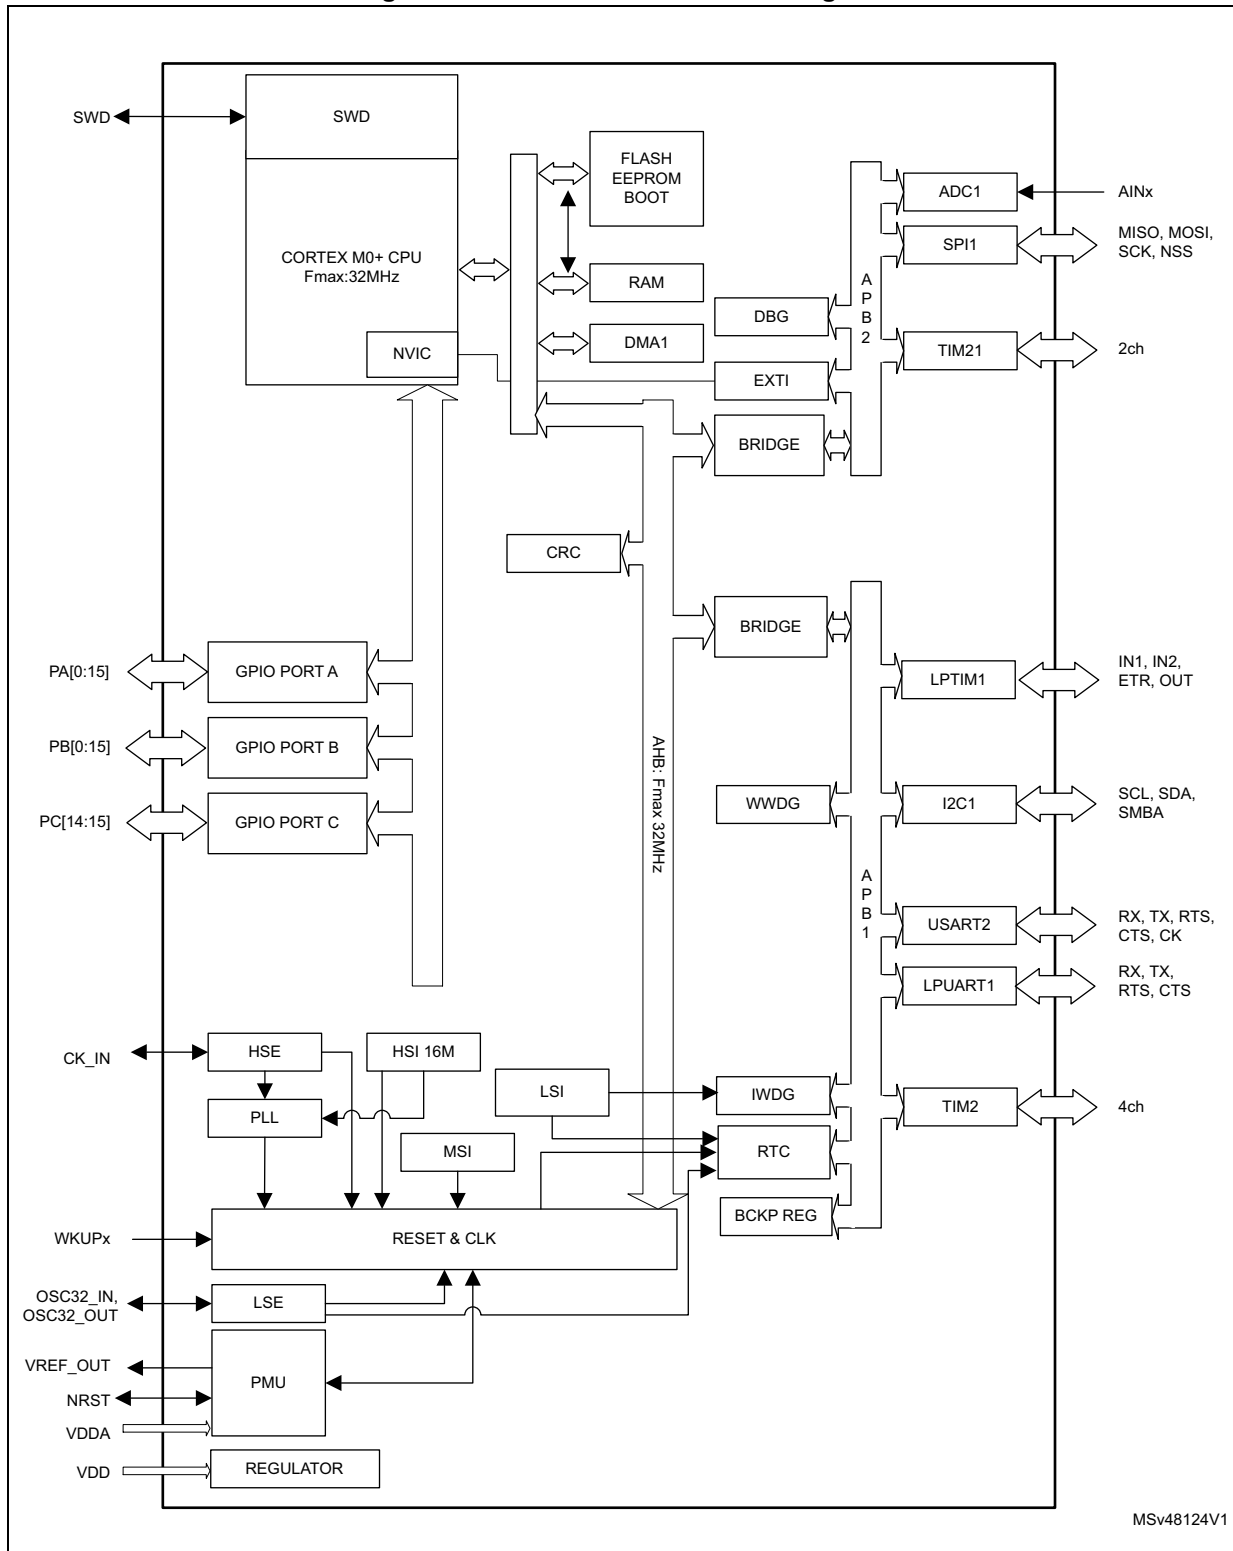 SWD
SWD
FLASH
EEPROM
BOOT
ADC1
AINx
SPI1
MISO, MOSI,
SCK, NSS
CORTEX M0+ CPU
Fmax:32MHz
RAM
A
P
B
2
DBG
NVIC
DMA1
TIM21
2ch
EXTI
BRIDGE
CRC
BRIDGE
PA[0:15]
GPIO PORT A
LPTIM1
IN1, IN2,
ETR, OUT
PB[0:15]
GPIO PORT B
AHB: Fmax 32MHz
PC[14:15]
GPIO PORT C
WWDG
I2C1
SCL, SDA,
SMBA
A
P
B
1
USART2
RX, TX, RTS,
CTS, CK
LPUART1
RX, TX,
RTS, CTS
CK_IN
HSE
HSI 16M
LSI
IWDG
PLL
TIM2
4ch
MSI
RTC
BCKP REG
WKUPx
RESET & CLK
OSC32_IN,
OSC32_OUT
LSE
VREF_OUT
PMU
NRST
VDDA
VDD
REGULATOR
MSv48124V1